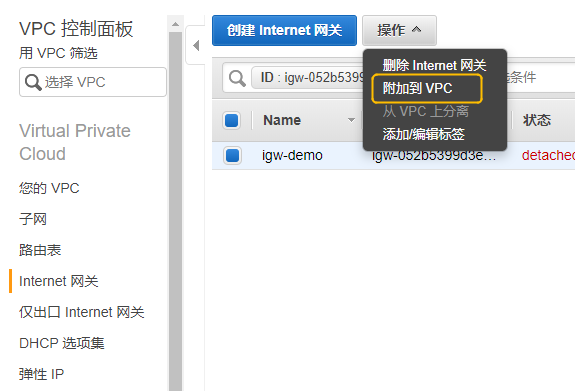 VPC 控制面板
用 VPC 筛选
选择 VPC
Virtual Private
Cloud
您的 VPC
子网
路由表
Internet 网关
仅出口 Internet 网关
DHCP 选项集
弹性 IP
创建 Internet 网关
操作
删除 Internet 网关
附加到 VPC
从 VPC 上分离
添加/编辑标签
ID : igw-052b5399
条件
Name
状态
igw-demo
igw-052b5399d3e…
detached